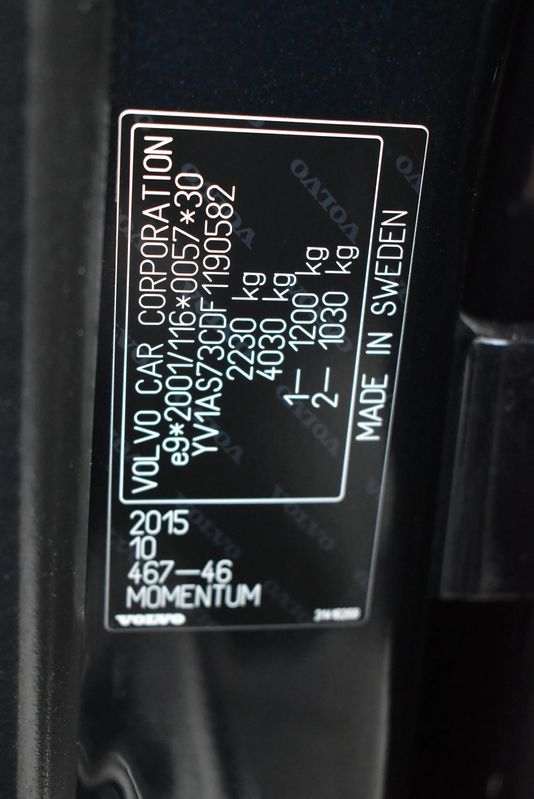 VOLVO CAR CORPORATION
e9*2001/116*0057*30
YV1AS73CDF1190582
2230 kg
4030 kg
1— 1200 kg
2— 1030 kg
MADE IN SWEDEN
2015
10
467—46
MOMENTUM
VOLVO